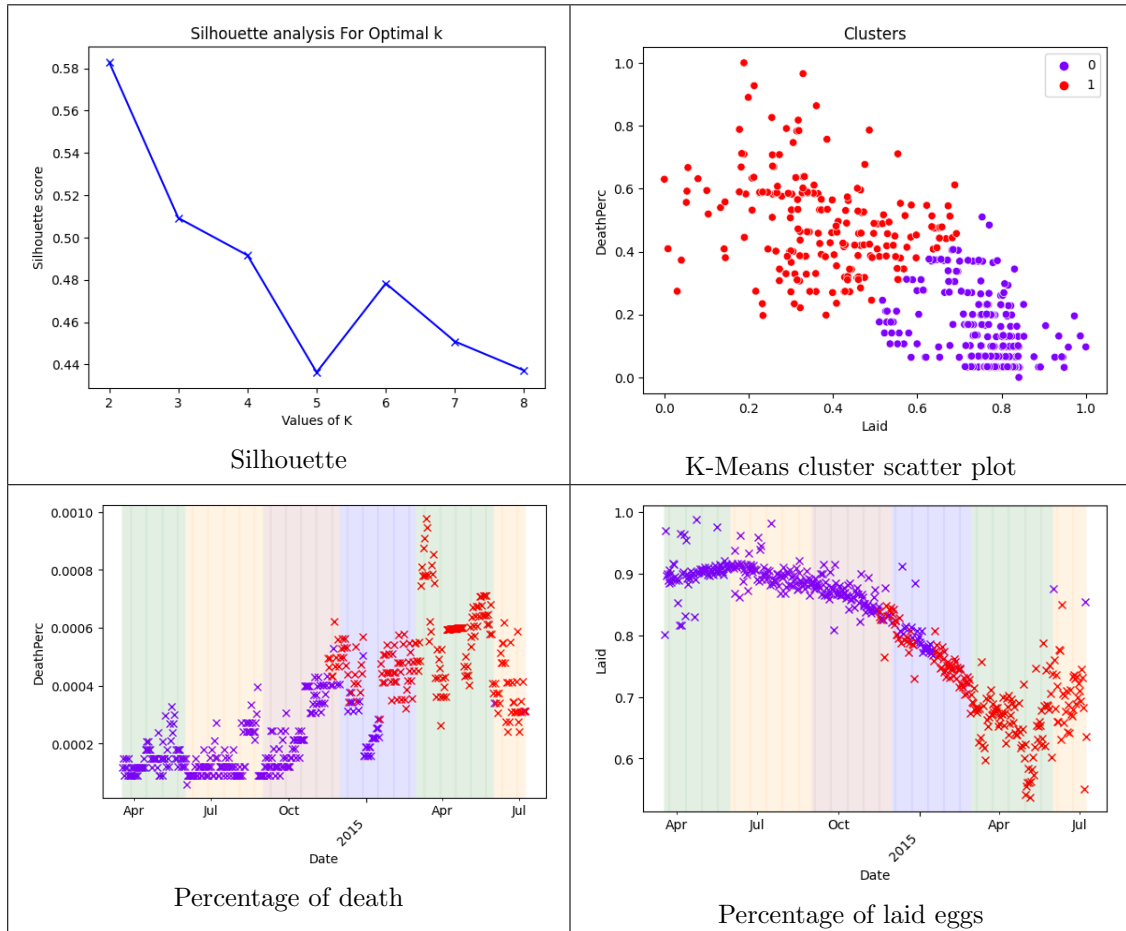 Silhouette analysis For Optimal k
Silhouette score
0.58
0.56
0.54
0.52
0.50
0.48
0.46
0.44
2 3 4 5 6 7 8
Values of K
Silhouette
Clusters
0
1
DeathPerc
1.0
0.8
0.6
0.4
0.2
0.0
0.0 0.2 0.4 0.6 0.8 1.0
Laid
K-Means cluster scatter plot
DeathPerc
0.0010
0.0008
0.0006
0.0004
0.0002
Apr Jul Oct 2015 Apr Jul
Date
Percentage of death
Laid
1.0
0.9
0.8
0.7
0.6
Apr Jul Oct 2015 Apr Jul
Date
Percentage of laid eggs